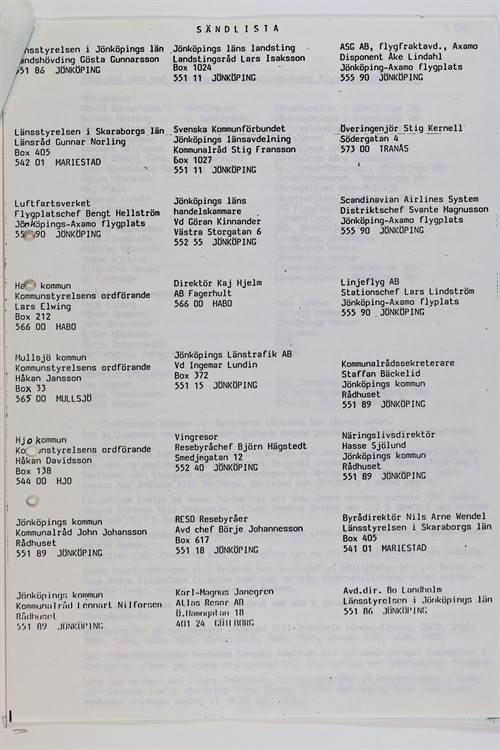 SÄNDLISTA
nsstyrelsen i Jönköpings län
andshövding Gösta Gunnarsson
551 86 JÖNKÖPING
Jönköpings läns landsting
Landstingsråd Lars Isaksson
Box 1024
551 11 JÖNKÖPING
ASG AB, flygfraktavd., Axamo
Disponent Åke Lindahl
Jönköping-Axamo flygplats
555 90 JÖNKÖPING
Länsstyrelsen i Skaraborgs län
Länsråd Gunnar Norling
Box 405
542 01 MARIESTAD
Svenska Kommunförbundet
Jönköpings länsavdelning
Kommunalråd Stig Fransson
Box 1027
551 11 JÖNKÖPING
Överingenjör Stig Kernell
Södergatan 4
573 00 TRANÅS
Luftfartsverket
Flygplatschef Bengt Hellström
Jönköpings-Axamo flygplats
55 90 JÖNKÖPING
Jönköpings läns
handelskammare
Vd Göran Kinnander
Västra Storgatan 6
552 55 JÖNKÖPING
Scandinavian Airlines System
Distriktschef Svante Magnusson
Jönköping-Axamo flygplats
555 90 JÖNKÖPING
Ha kommun
Kommunstyrelsens ordförande
Lars Elwing
Box 212
566 00 HABO
Direktör Kaj Hjelm
AB Fagerhult
566 00 HABO
Linjeflyg AB
Stationschef Lars Lindström
Jönköping-Axamo flyplats
555 90 JÖNKÖPING
Mullsjö kommun
Kommunstyrelsens ordförande
Håkan Jansson
Box 33
565 00 MULLSJÖ
Jönköpings Länstrafik AB
Vd Ingemar Lundin
Box 372
551 15 JÖNKÖPING
Kommunalrådssekreterare
Staffan Bäckelid
Jönköpings kommun
Rådhuset
551 89 JÖNKÖPING
Hjo kommun
Ko unstyrelsens ordförande
Håkan Davidsson
Box 138
544 00 HJO
Vingresor
Resebyråchef Björn Hägstedt
Smedjegatan 12
552 40 JÖNKÖPING
Näringslivsdirektör
Hasse Sjölund
Jönköpings kommun
Rådhuset
551 89 JÖNKÖPING
Jönköpings kommun
Kommunalråd John Johansson
Rådhuset
551 89 JÖNKÖPING
RESO Resebyråer
Avd chef Börje Johannesson
Box 617
551 18 JÖNKÖPING
Byrådirektör Nils Arne Wendel
Länsstyrelsen i Skaraborgs län
Box 405
541 01 MARIESTAD
Jönköpings kommun
Kommunalråd Lennart Nilforsen
Rådhuset
551 89 JÖNKÖPING
Karl-Magnus Janegren
Atlas Resor AB
Ö.Hamngatan 18
401 24 GÖTEBORG
Avd.dir. Bo Landholm
Länsstyrelsen i Jönköpings län
551 86 JÖNKÖPING